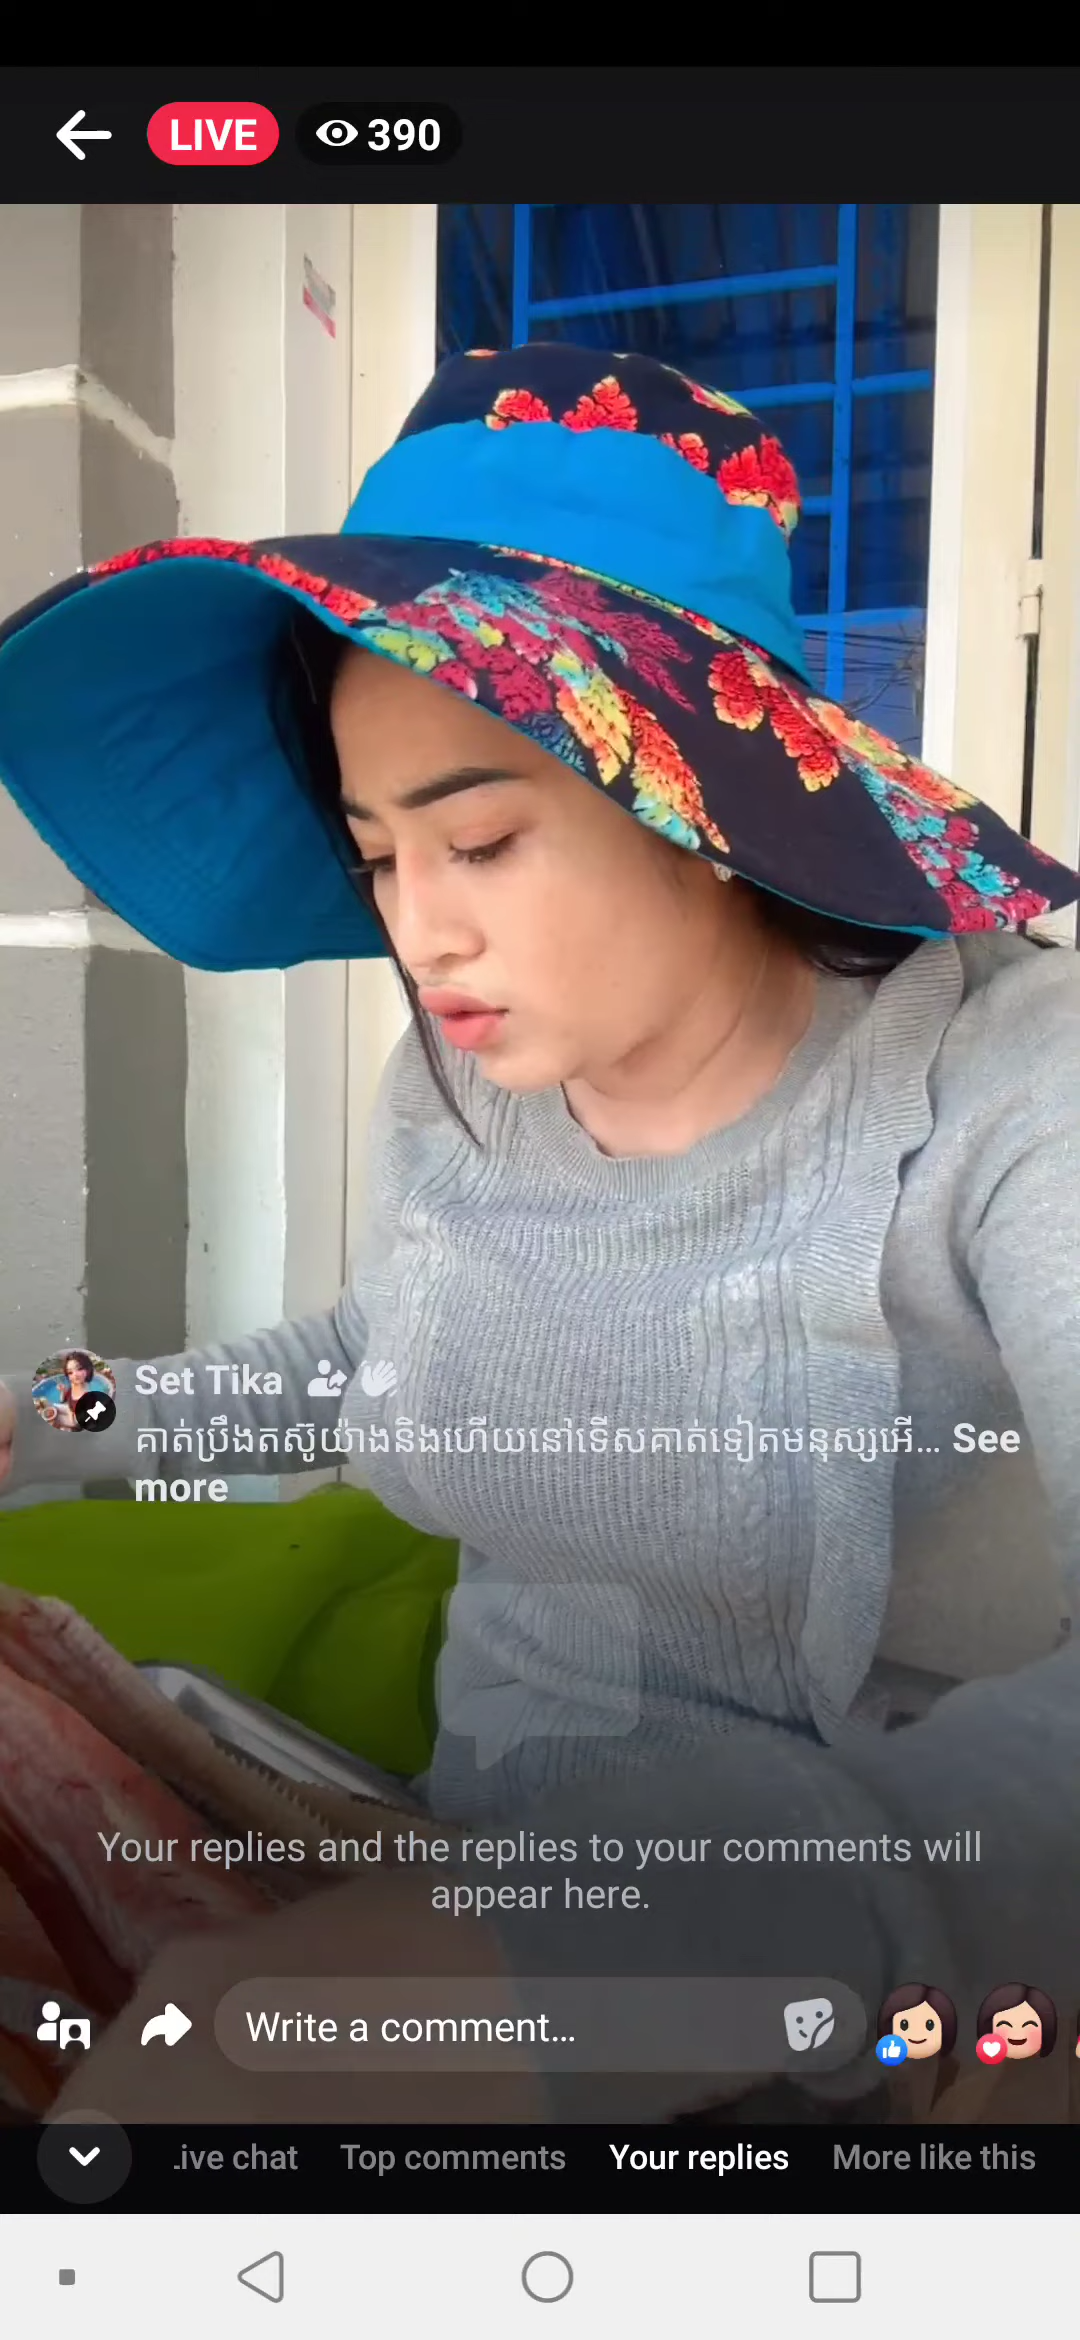 LIVE 390
Set Tika
គាត់ប្រឹងតស៊ូយ៉ាងនិងហើយនៅទើសគាត់ទៀតមនុស្សអើ... See
more
Your replies and the replies to your comments will
appear here.
Write a comment...
ive chat Top comments Your replies More like this